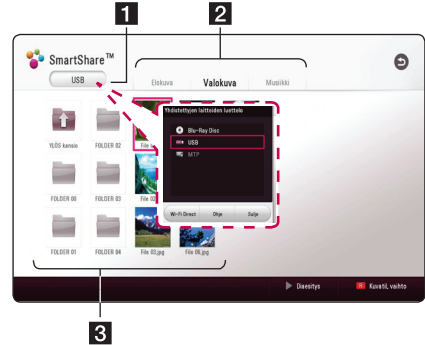 1
2
SmartShare™
USB
Elokuva
Valokuva
Musiikki
Yhdistettyjen laitteiden luettelo
Blu-Ray Disc
USB
MTP
Wi-Fi Direct
Ohje
Sulje
YLÖS kansio
FOLDER 02
FOLDER 00
FOLDER 03
FOLDER 01
FOLDER 04
File 03.jpg
File 06.jpg
Diaesitys
Kuvatil. vaihto
3